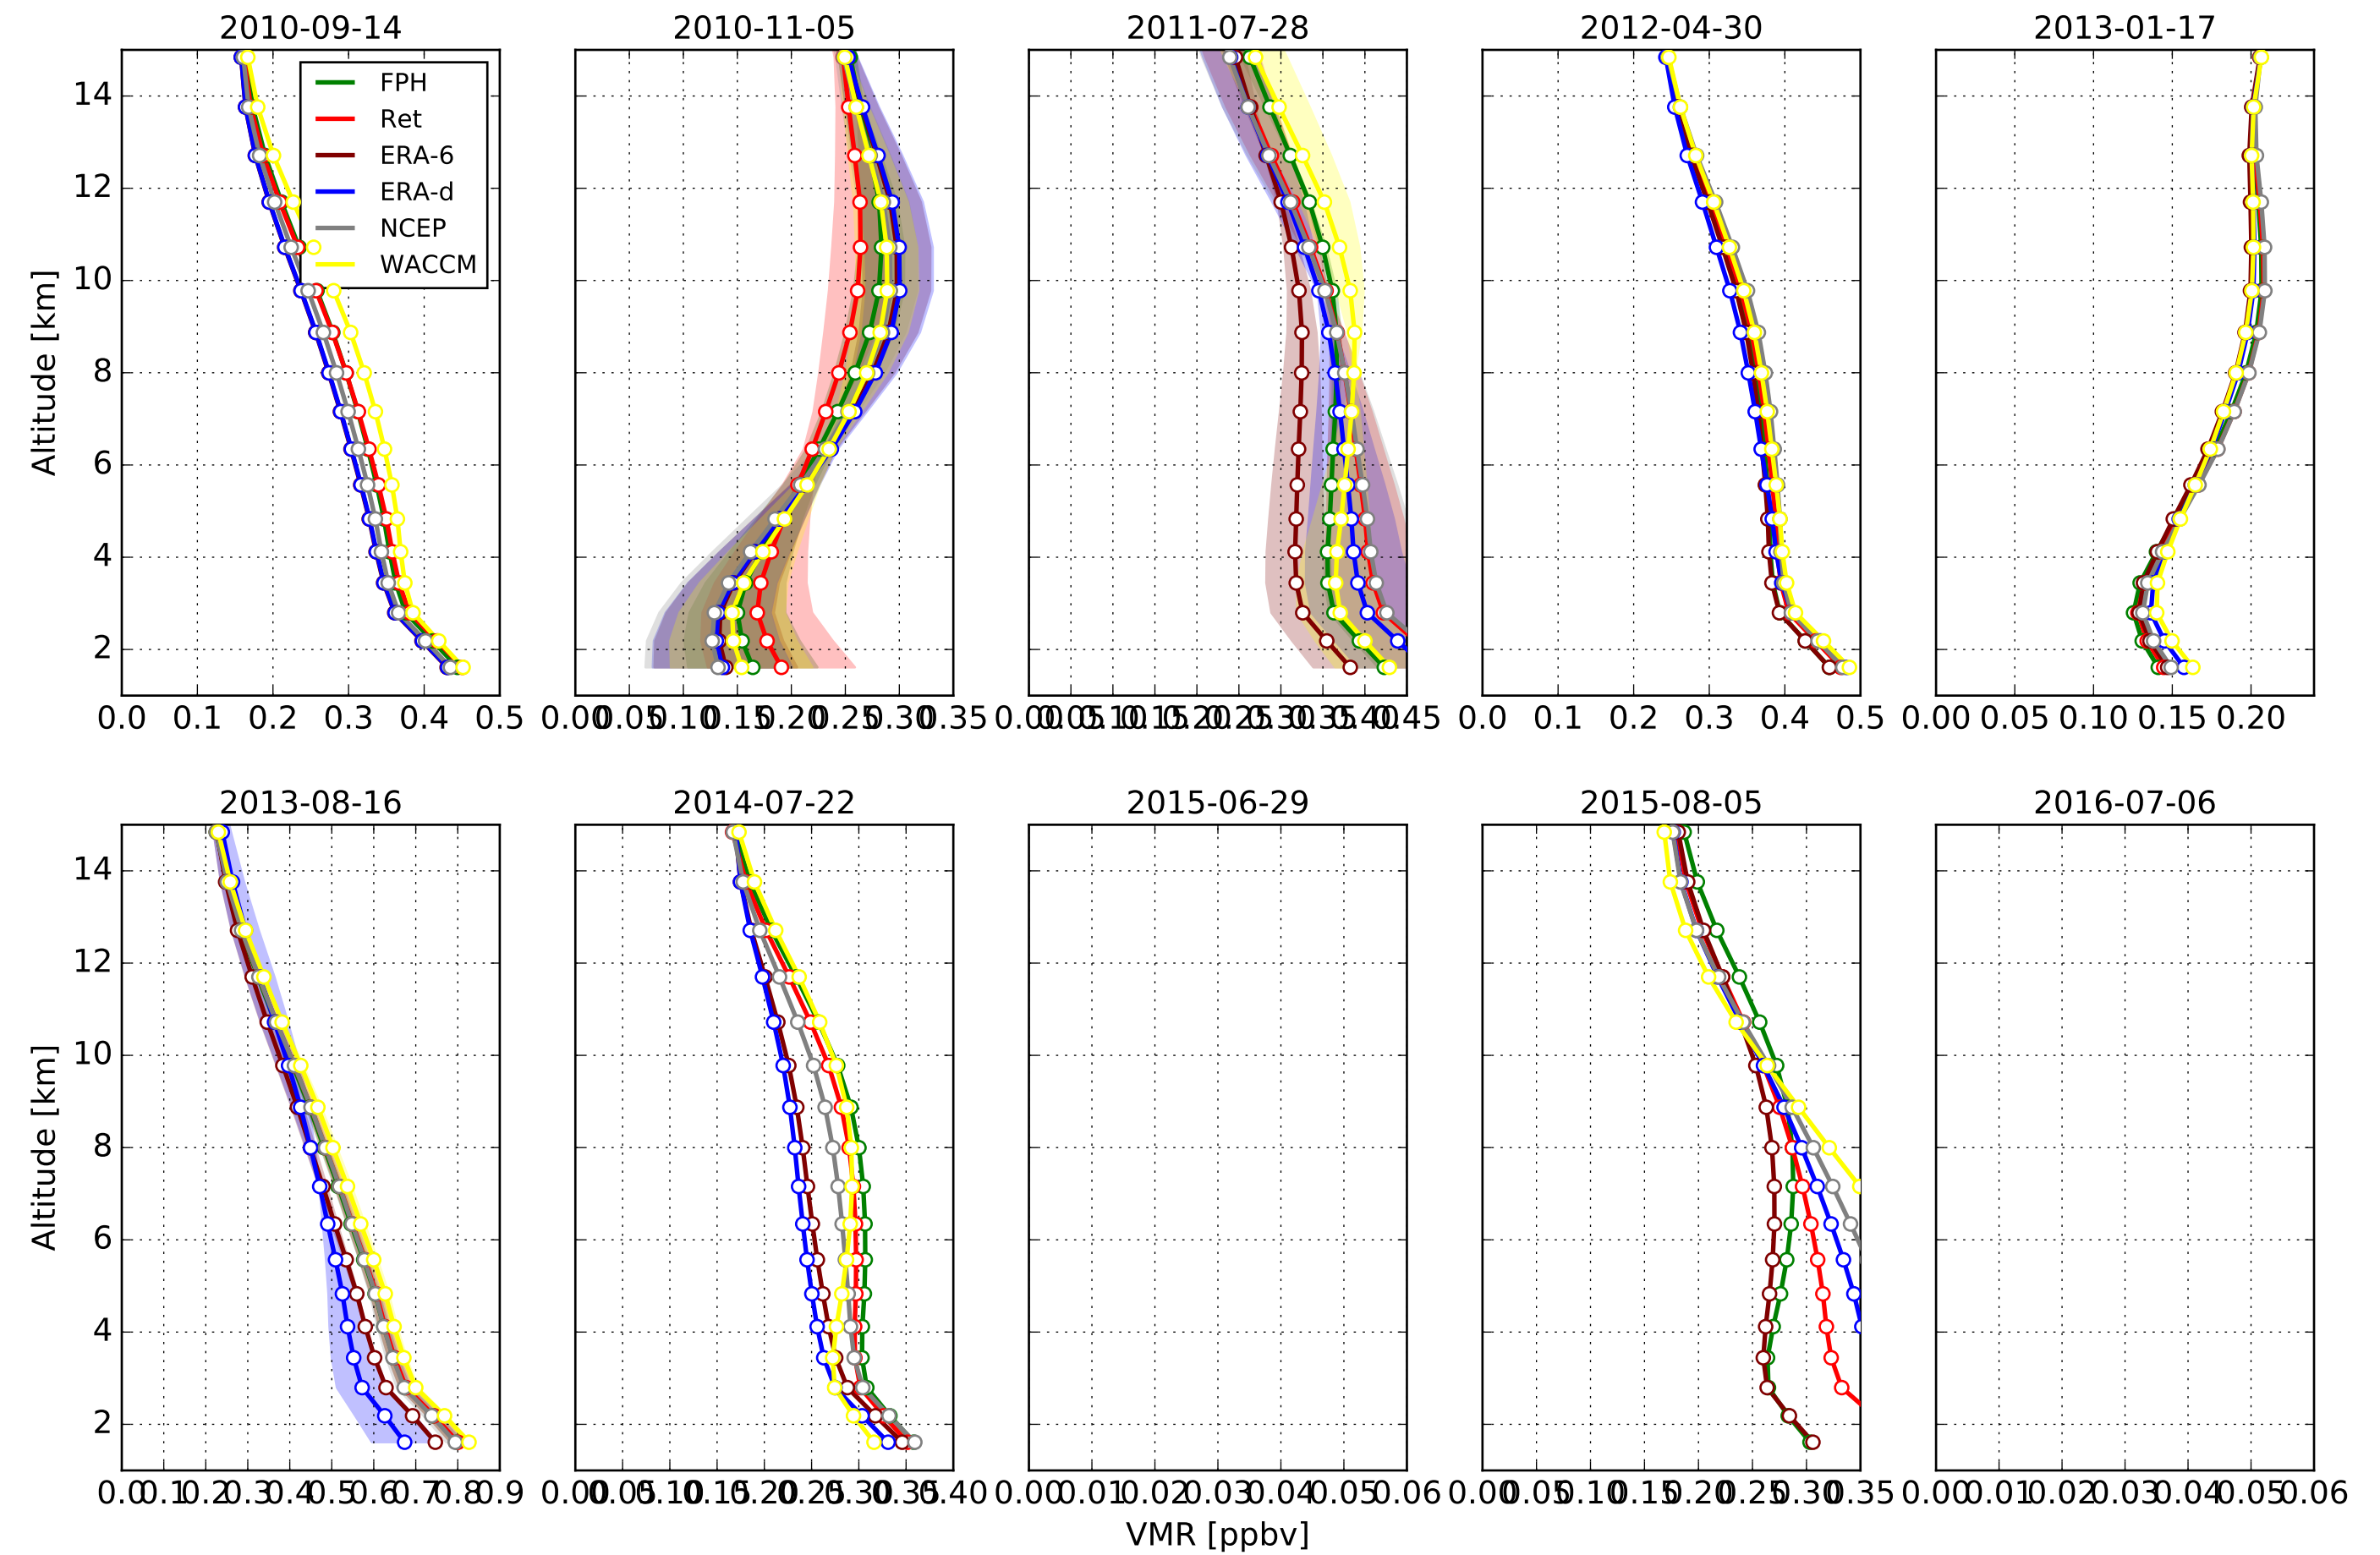 2010-09-14 2010-11-05 2011-07-28 2012-04-30 2013-01-17
Altitude [km]
14
12
10
8
6
4
2
FPH
Ret
ERA-6
ERA-d
NCEP
WACCM
0.0 0.1 0.2 0.3 0.4 0.5
0.00 0.05 0.10 0.15 0.20 0.25 0.30 0.35
0.00 0.05 0.10 0.15 0.20 0.25 0.30 0.35 0.40 0.45
0.0 0.1 0.2 0.3 0.4 0.5
0.00 0.05 0.10 0.15 0.20
2013-08-16 2014-07-22 2015-06-29 2015-08-05 2016-07-06
Altitude [km]
14
12
10
8
6
4
2
0.0 0.1 0.2 0.3 0.4 0.5 0.6 0.7 0.8 0.9
0.00 0.05 0.10 0.15 0.20 0.25 0.30 0.35 0.40
0.00 0.01 0.02 0.03 0.04 0.05 0.06
0.00 0.05 0.10 0.15 0.20 0.25 0.30 0.35
0.00 0.01 0.02 0.03 0.04 0.05 0.06
VMR [ppbv]